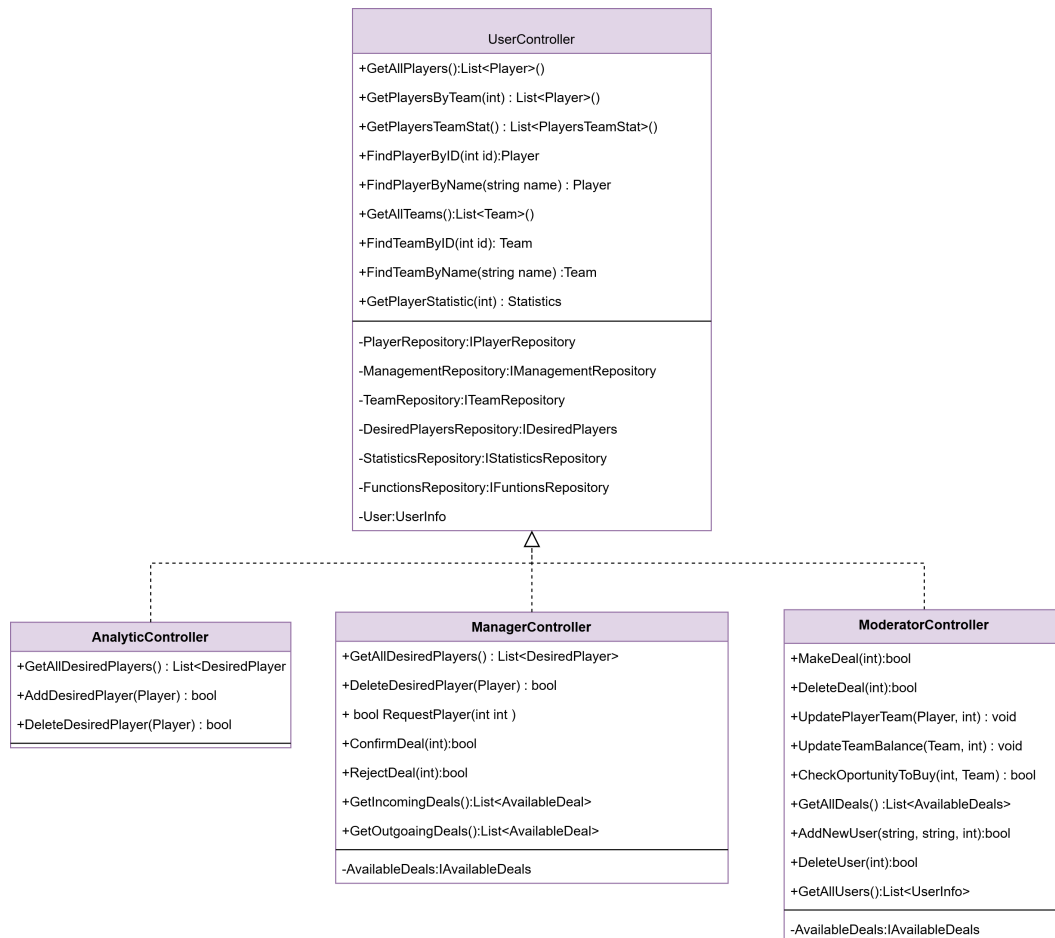 UserController
+GetAllPlayers():List<Player>()
+GetPlayersByTeam(int) : List<Player>()
+GetPlayersTeamStat() : List<PlayersTeamStat>()
+FindPlayerByID(int id):Player
+FindPlayerByName(string name) : Player
+GetAllTeams():List<Team>()
+FindTeamByID(int id): Team
+FindTeamByName(string name) :Team
+GetPlayerStatistic(int) : Statistics
-PlayerRepository:IPlayerRepository
-ManagementRepository:IManagementRepository
-TeamRepository:ITeamRepository
-DesiredPlayersRepository:IDesiredPlayers
-StatisticsRepository:IStatisticsRepository
-FunctionsRepository:IFuntionsRepository
-User:UserInfo
AnalyticController
+GetAllDesiredPlayers() : List<DesiredPlayer
+AddDesiredPlayer(Player) : bool
+DeleteDesiredPlayer(Player) : bool
ManagerController
+GetAllDesiredPlayers() : List<DesiredPlayer>
+DeleteDesiredPlayer(Player) : bool
+ bool RequestPlayer(int int )
+ConfirmDeal(int):bool
+RejectDeal(int):bool
+GetIncomingDeals():List<AvailableDeal>
+GetOutgoaingDeals():List<AvailableDeal>
-AvailableDeals:IAvailableDeals
ModeratorController
+MakeDeal(int):bool
+DeleteDeal(int):bool
+UpdatePlayerTeam(Player, int) : void
+UpdateTeamBalance(Team, int) : void
+CheckOportunityToBuy(int, Team) : bool
+GetAllDeals() :List<AvailableDeals>
+AddNewUser(string, string, int):bool
+DeleteUser(int):bool
+GetAllUsers():List<UserInfo>
-AvailableDeals:IAvailableDeals